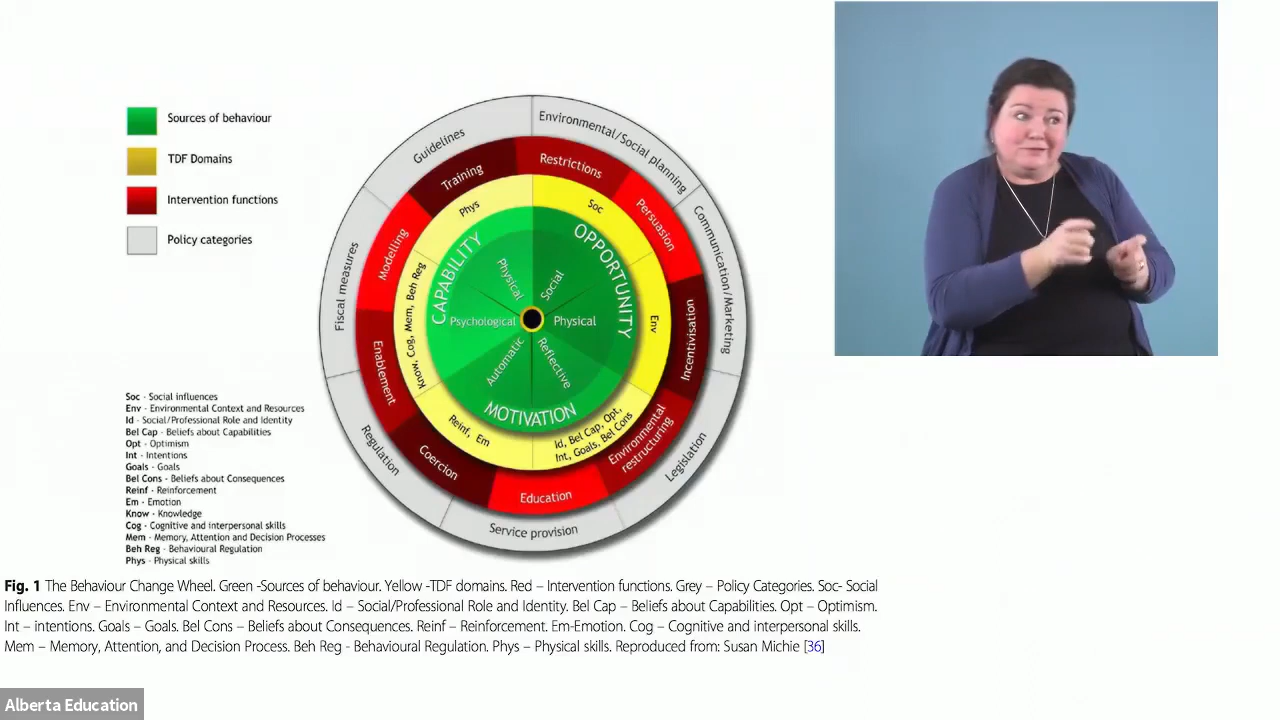 Sources of behaviour
TDF Domains
Intervention functions
Policy categories
Guidelines
Environmental/Social planning
Communication/Marketing
Legislation
Service provision
Regulation
Fiscal measures
Training
Restrictions
Persuasion
Incentivisation
Environmental
restructuring
Education
Coercion
Enablement
Modelling
Phys
Soc
Env
Id, Bel Cap, Opt,
Int, Goals, Bel Cons
Reinf, Em
Know, Cog, Mem, Beh Reg
CAPABILITY
OPPORTUNITY
MOTIVATION
Physical
Social
Psychological
Physical
Automatic
Reflective
Soc - Social influences
Env - Environmental Context and Resources
Id - Social/Professional Role and Identity
Bel Cap - Beliefs about Capabilities
Opt - Optimism
Int - Intentions
Goals - Goals
Bel Cons - Beliefs about Consequences
Reinf - Reinforcement
Em - Emotion
Know - Knowledge
Cog - Cognitive and interpersonal skills
Mem - Memory, Attention and Decision Processes
Beh Reg - Behavioural Regulation
Phys - Physical skills
Fig. 1 The Behaviour Change Wheel. Green -Sources of behaviour. Yellow -TDF domains. Red – Intervention functions. Grey – Policy Categories. Soc- Social
Influences. Env – Environmental Context and Resources. Id – Social/Professional Role and Identity. Bel Cap – Beliefs about Capabilities. Opt – Optimism.
Int – intentions. Goals – Goals. Bel Cons – Beliefs about Consequences. Reinf – Reinforcement. Em-Emotion. Cog – Cognitive and interpersonal skills.
Mem – Memory, Attention, and Decision Process. Beh Reg - Behavioural Regulation. Phys – Physical skills. Reproduced from: Susan Michie [36]
Alberta Education